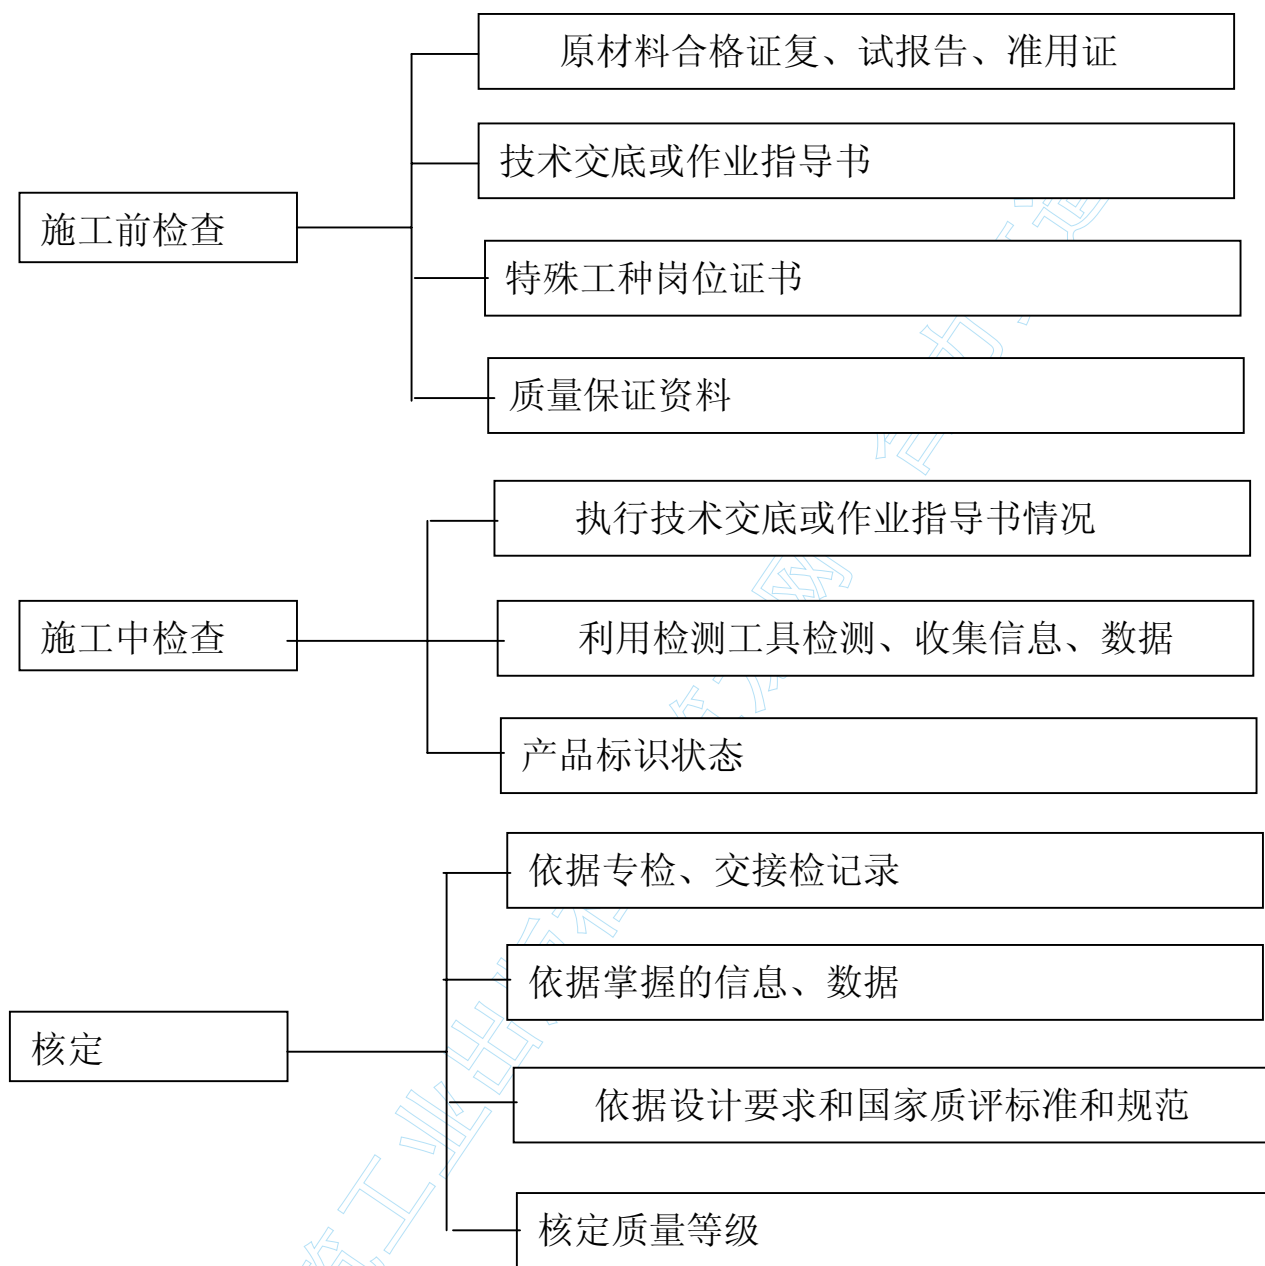 原材料合格证复、试报告、准用证
技术交底或作业指导书
施工前检查
特殊工种岗位证书
质量保证资料
执行技术交底或作业指导书情况
施工中检查
利用检测工具检测、收集信息、数据
产品标识状态
依据专检、交接检记录
依据掌握的信息、数据
核定
依据设计要求和国家质评标准和规范
核定质量等级